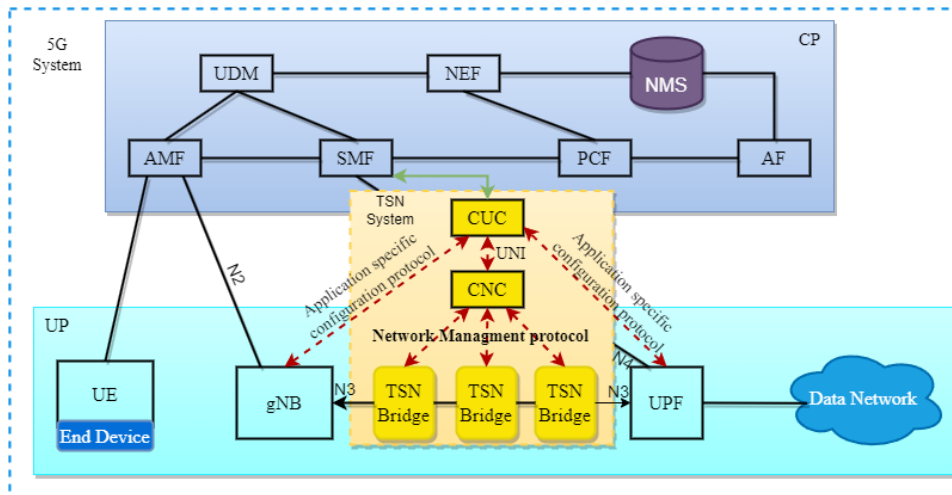 5G
System
CP
UDM
NEF
NMS
AMF
SMF
PCF
AF
TSN
System
CUC
UNI
Application specific
configuration protocol
Application specific
configuration protocol
N2
CNC
UP
Network Managment protocol
N4
UE
End Device
gNB
N3
TSN
Bridge
TSN
Bridge
TSN
Bridge
N3
UPF
Data Network